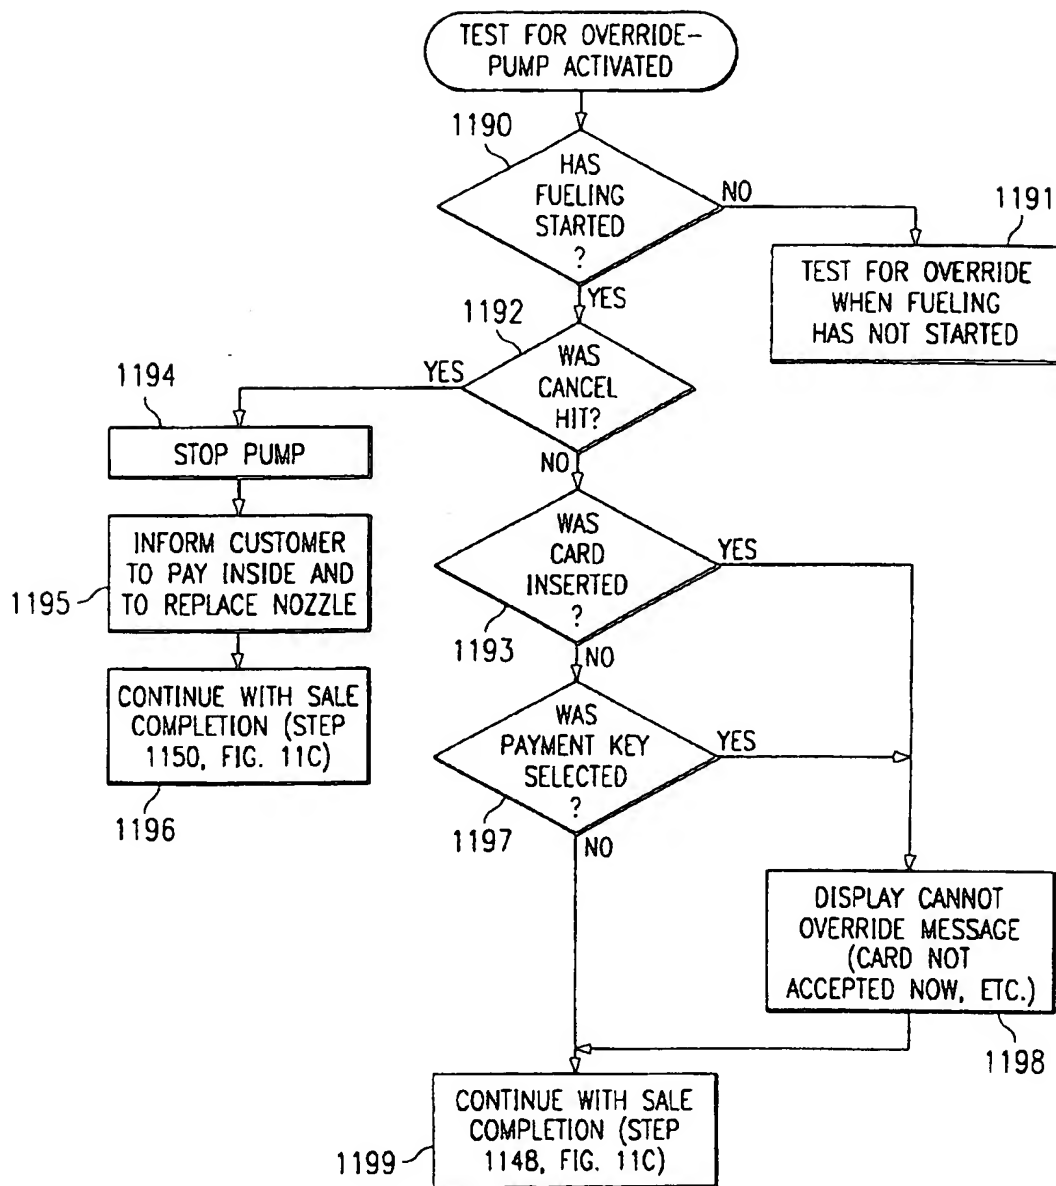 TEST FOR OVERRIDE-
PUMP ACTIVATED
1190
HAS
FUELING
STARTED
?
NO
1191
TEST FOR OVERRIDE
WHEN FUELING
HAS NOT STARTED
YES
1192
WAS
CANCEL
HIT?
YES
1194
STOP PUMP
NO
INFORM CUSTOMER
TO PAY INSIDE AND
TO REPLACE NOZZLE
1195
WAS
CARD
INSERTED
?
YES
1193
NO
CONTINUE WITH SALE
COMPLETION (STEP
1150, FIG. 11C)
1196
WAS
PAYMENT KEY
SELECTED
?
YES
1197
NO
DISPLAY CANNOT
OVERRIDE MESSAGE
(CARD NOT
ACCEPTED NOW, ETC.)
1198
CONTINUE WITH SALE
COMPLETION (STEP
1148, FIG. 11C)
1199